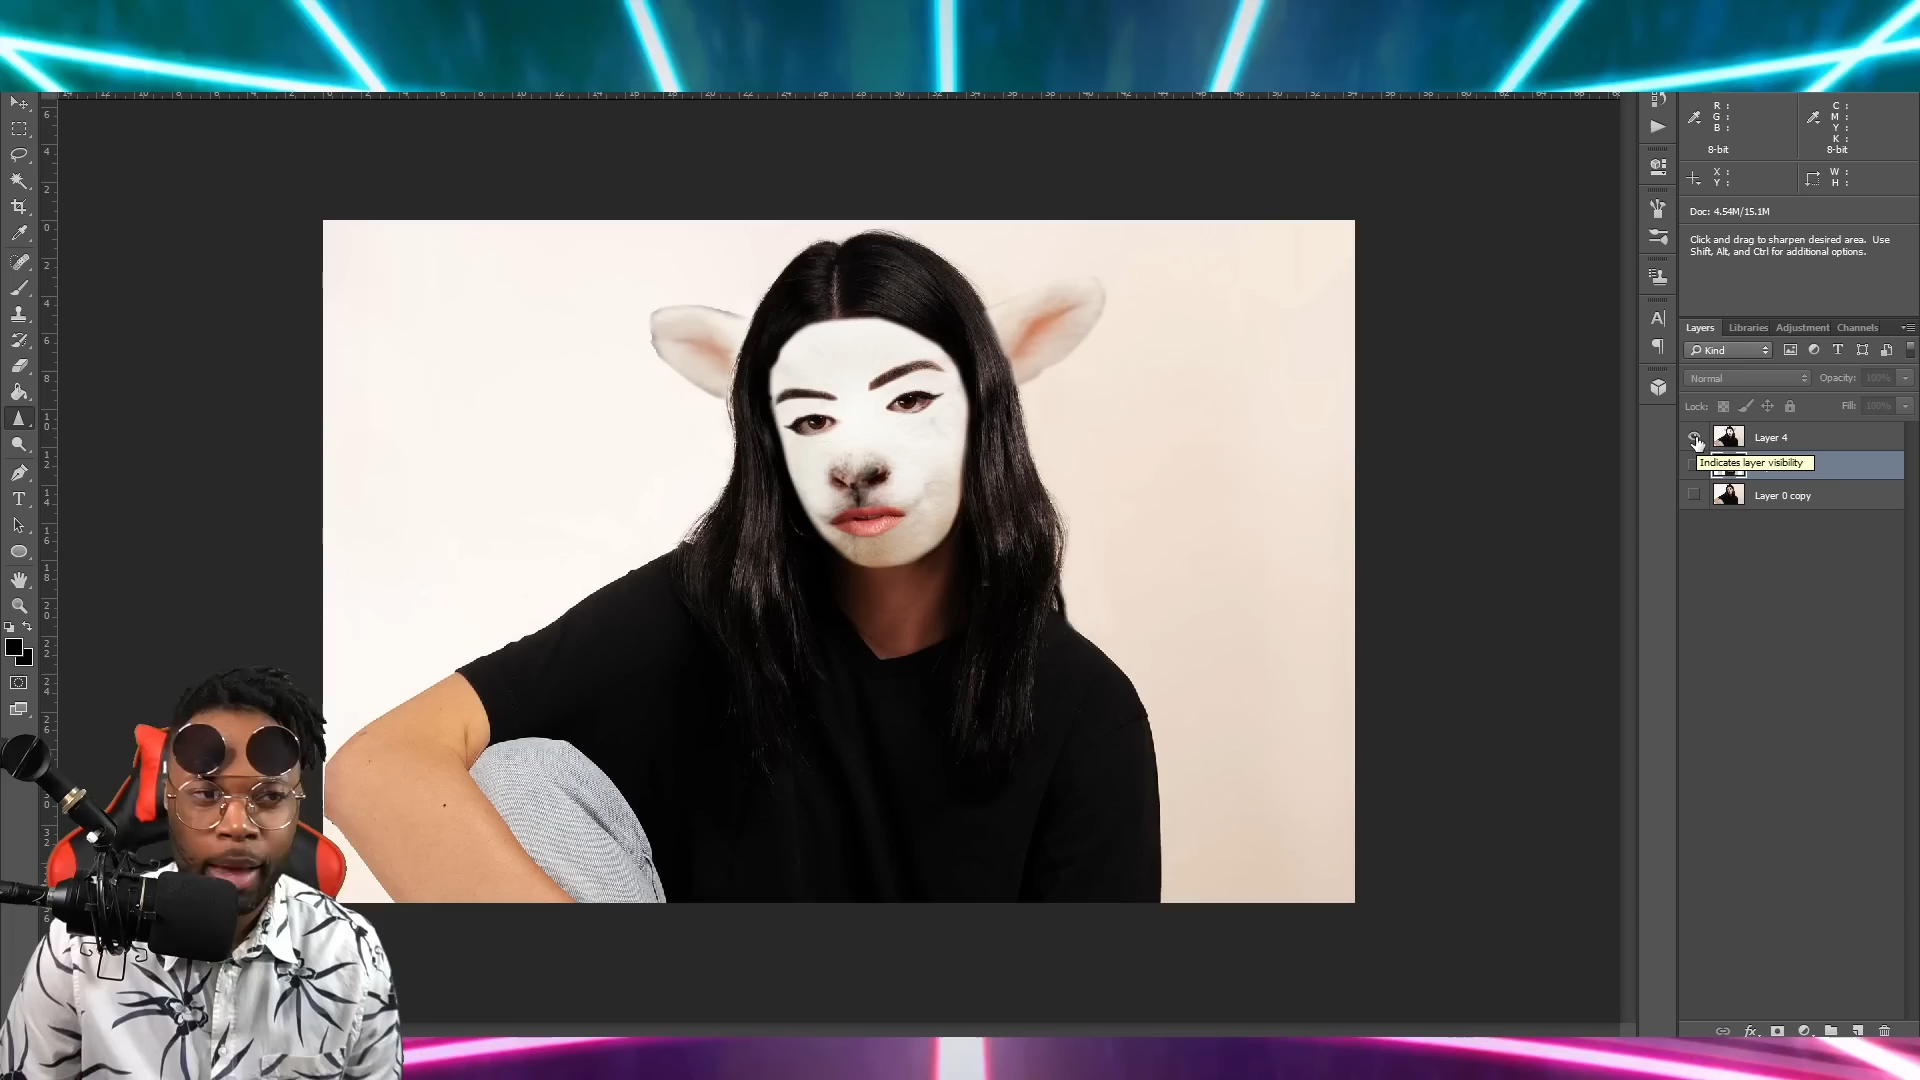 R :
G :
B :
8-bit
C :
M :
Y :
K :
8-bit
X :
Y :
W :
H :
Doc: 4.54M/15.1M
Click and drag to sharpen desired area. Use
Shift, Alt, and Ctrl for additional options.
Layers Libraries Adjustment Channels
Kind
Normal Opacity: 100%
Lock: Fill: 100%
Layer 4
Indicates layer visibility
Layer 0 copy